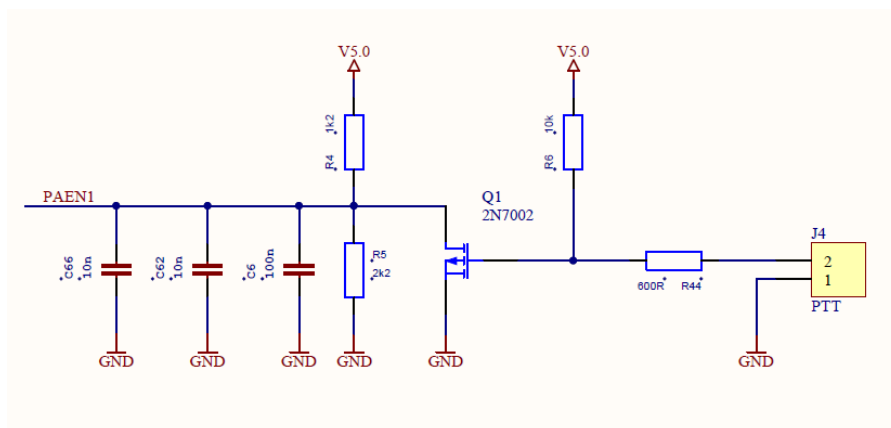 V5.0
V5.0
1k2
R4
10k
R6
PAEN1
Q1
2N7002
J4
C66
10n
C62
10n
C6
100n
R5
2k2
2
1
600R R44
PTT
GND
GND
GND
GND
GND
GND